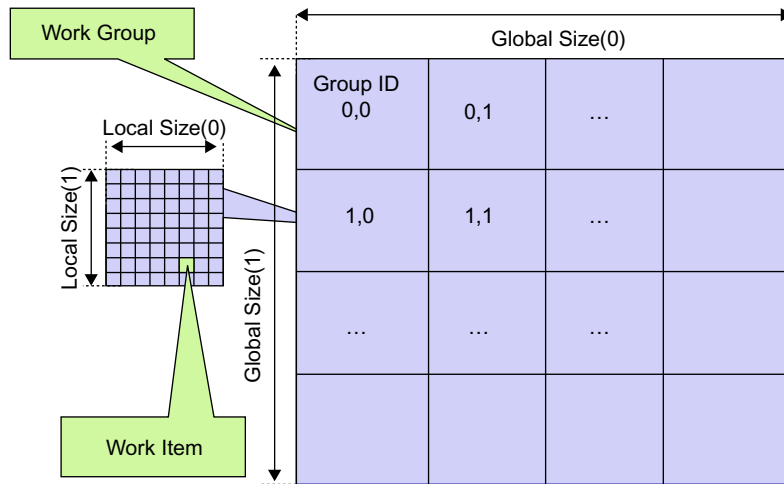 Work Group
Global Size(0)
Group ID
0,0
0,1
…
Local Size(0)
Local Size(1)
1,0
1,1
…
Global Size(1)
…
…
…
Work Item